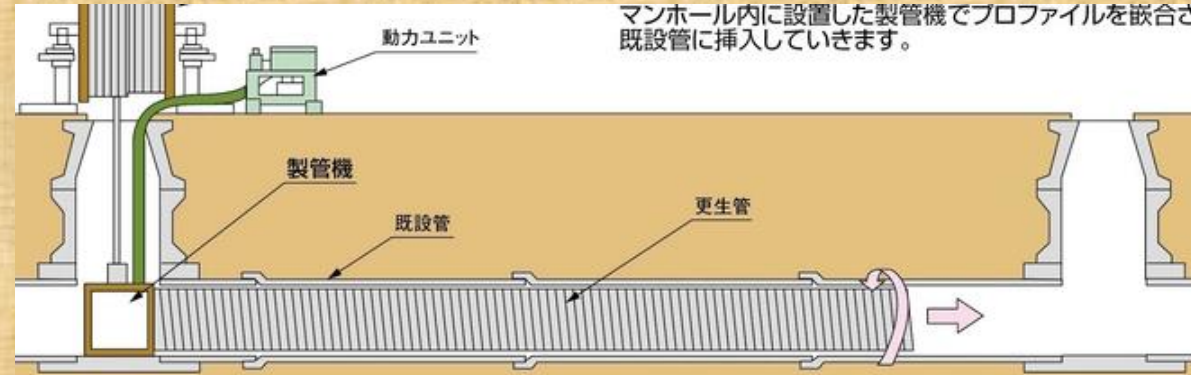 マンホール内に設置した製管機でプロファイルを嵌合さ
既設管に挿入していきます。
動力ユニット
製管機
既設管
更生管